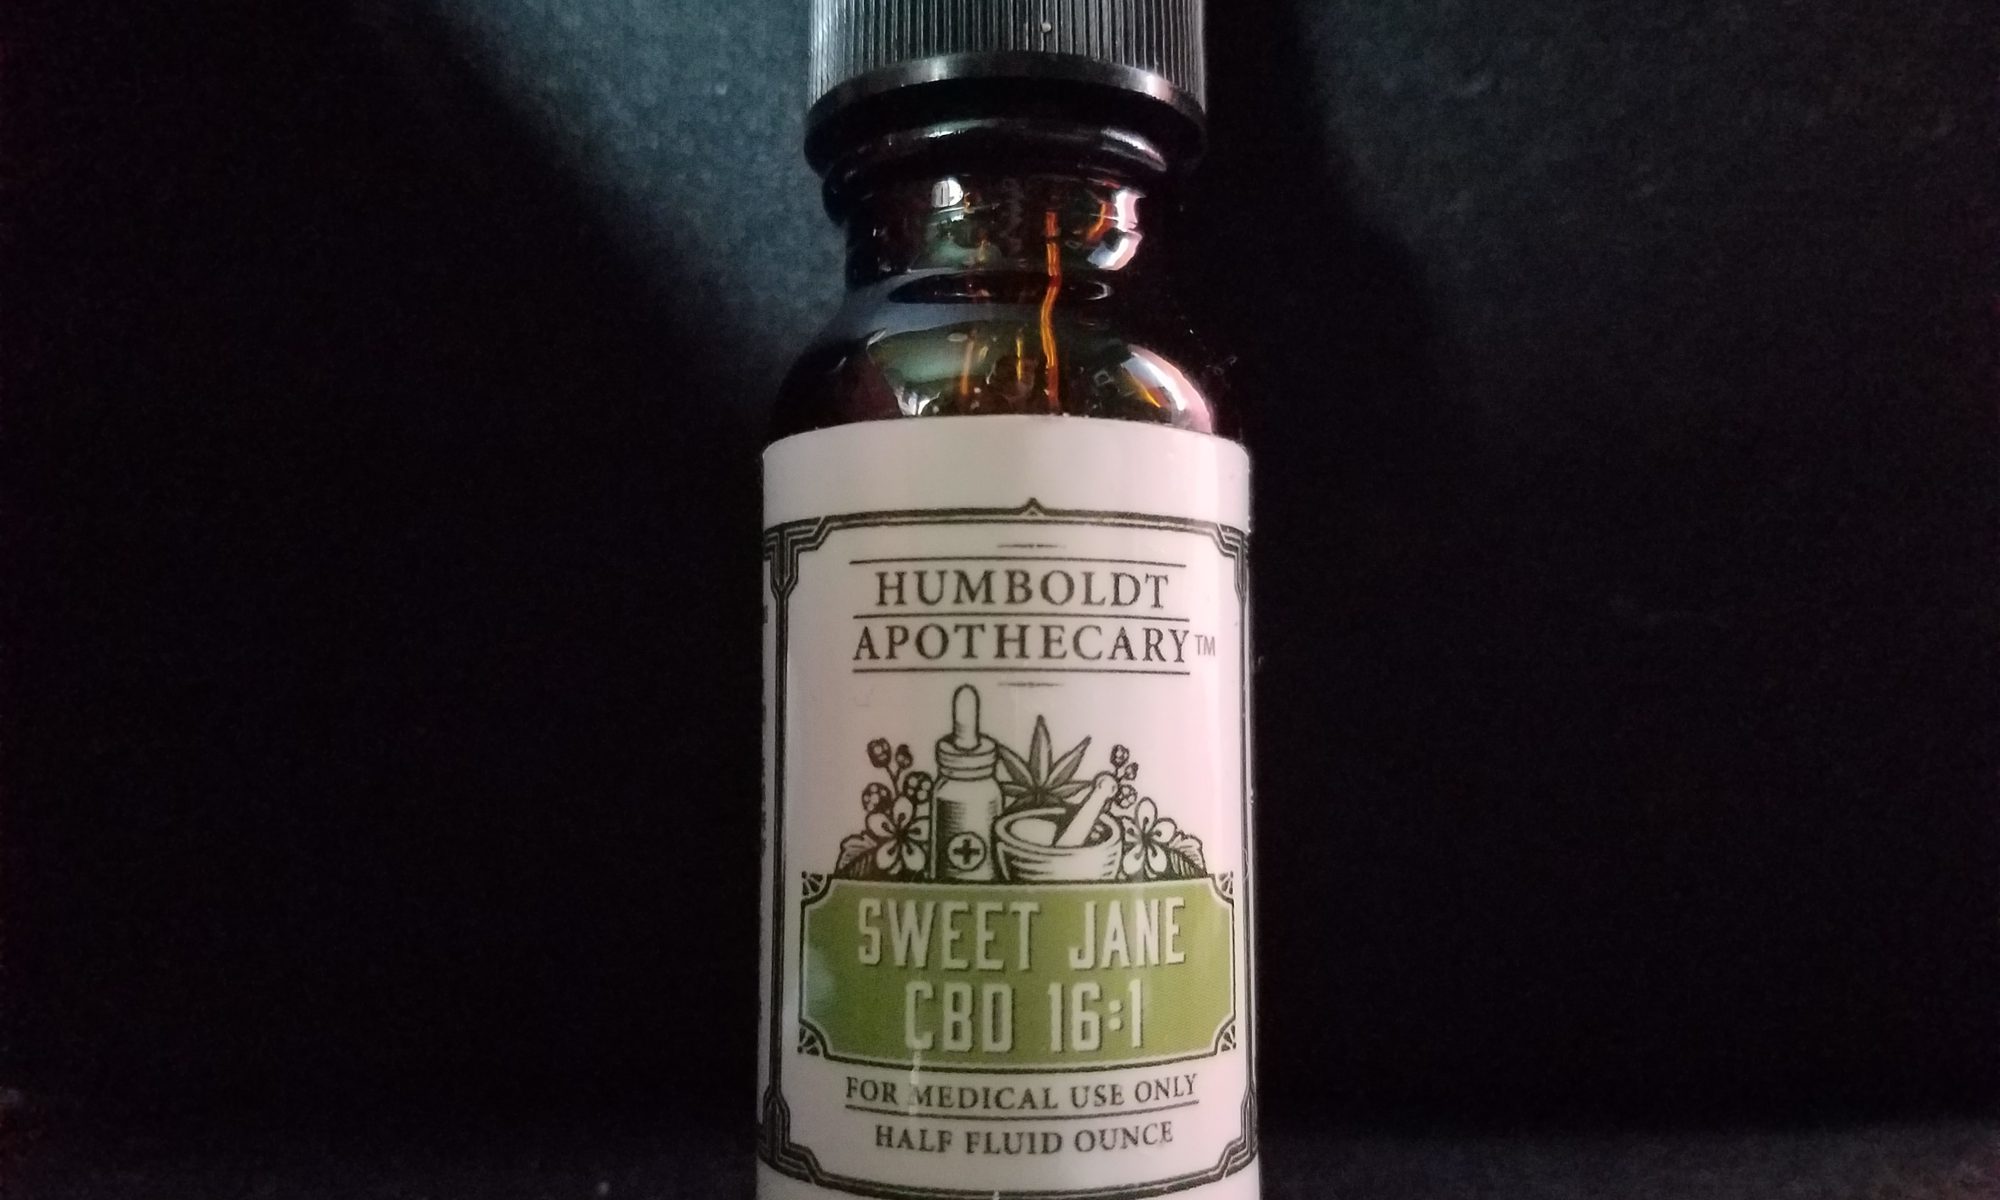 HUMBOLDT
APOTHECARY™
SWEET JANE
CBD 16:1
FOR MEDICAL USE ONLY
HALF FLUID OUNCE